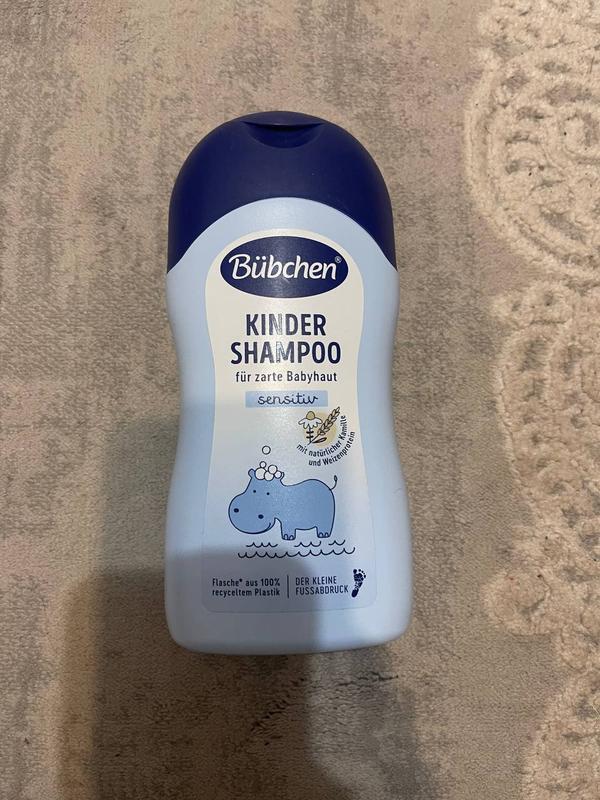 Bübchen®
KINDER
SHAMPOO
für zarte Babyhaut
sensitiv
mit natürlicher Kamille
und Weizenprotein
Flasche* aus 100%
recyceltem Plastik
DER KLEINE
FUSSABDRUCK